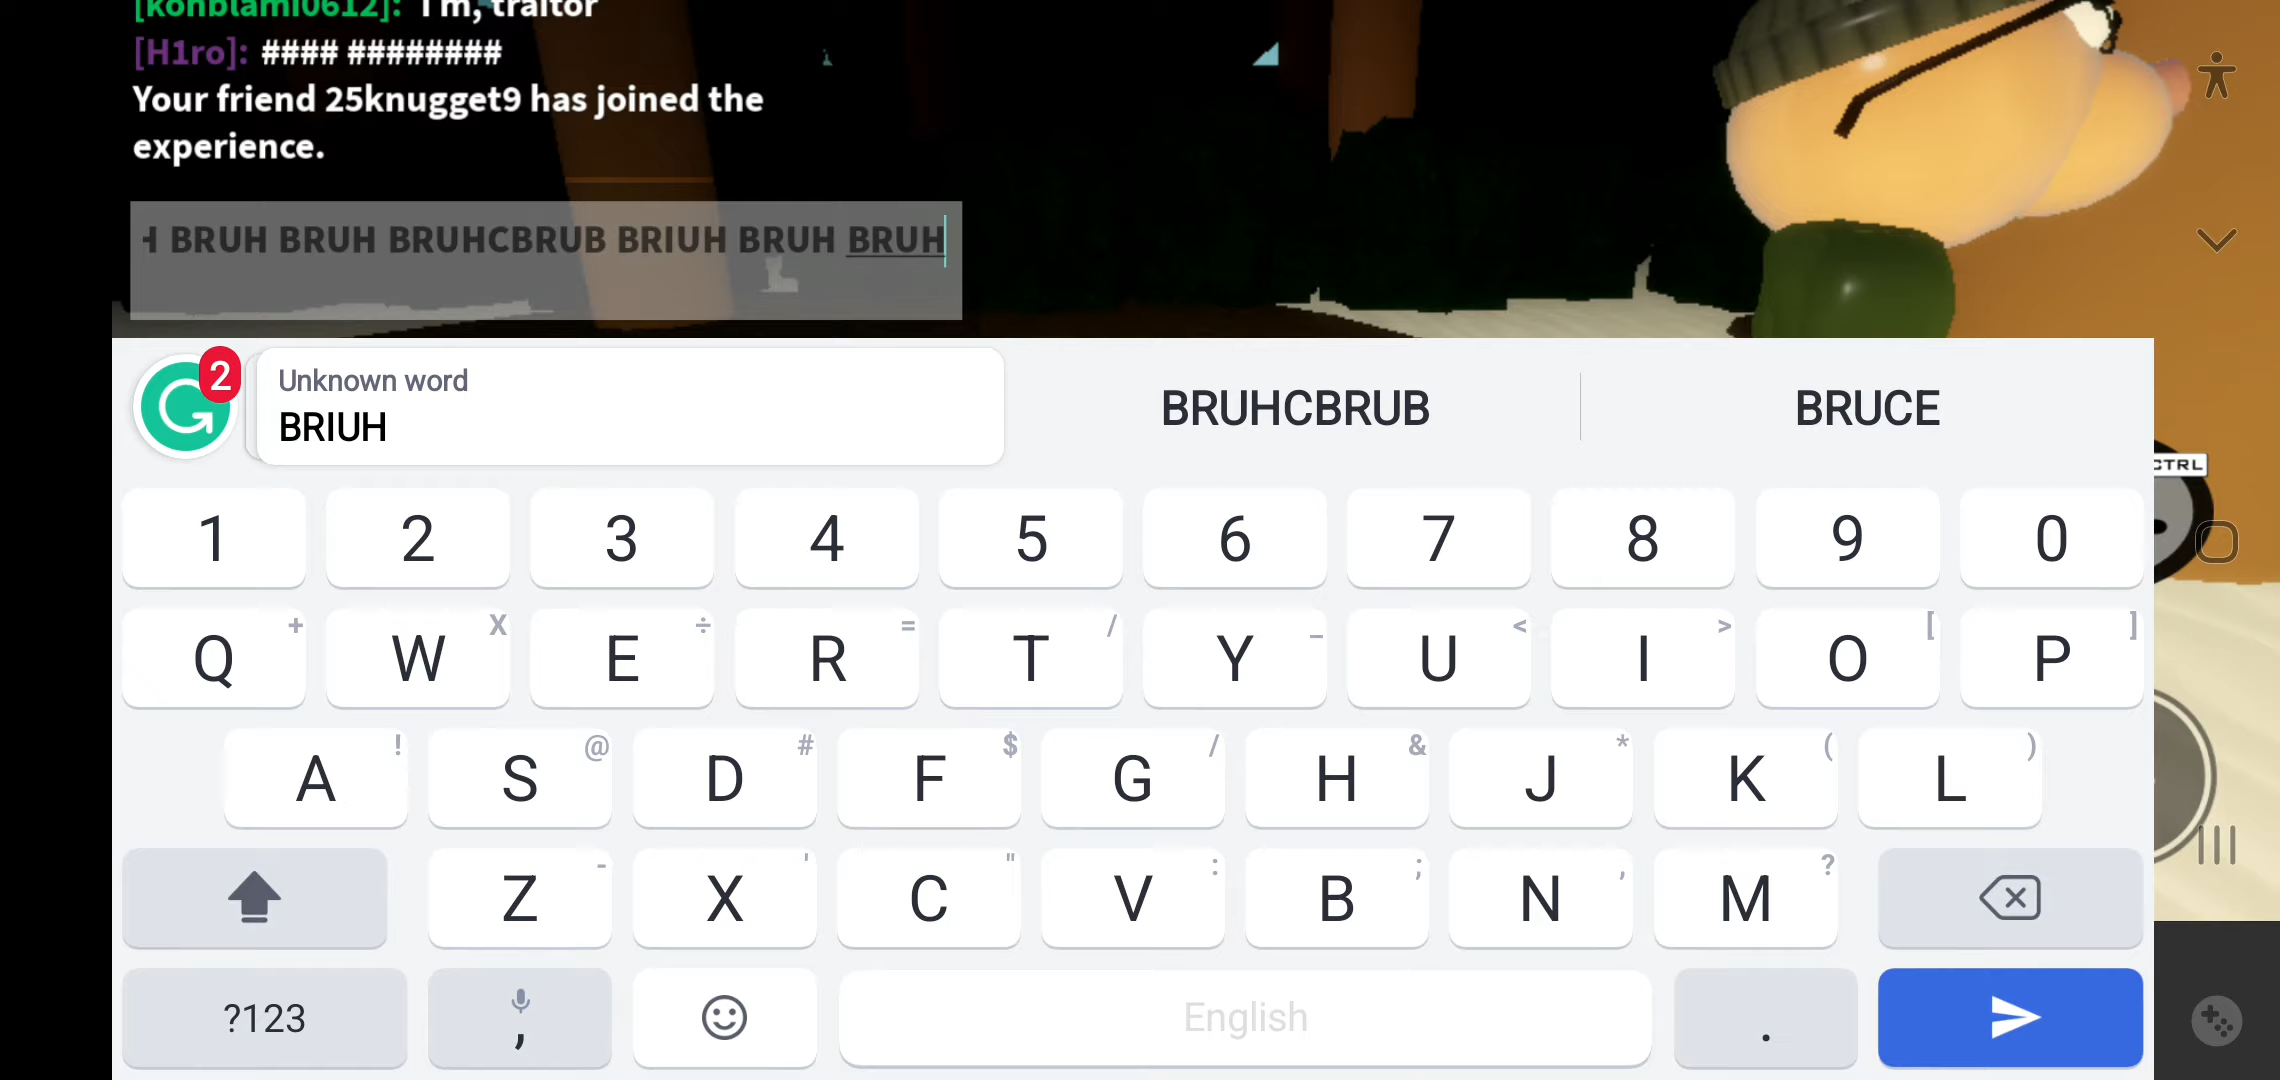 [konblami0612]: I'm, traitor
[H1ro]: #### ########
Your friend 25knugget9 has joined the
experience.
H BRUH BRUH BRUHCBRUB BRIUH BRUH BRUH
2
Unknown word
BRIUH
BRUHCBRUB
BRUCE
CTRL
1 2 3 4 5 6 7 8 9 0
Q + W X E ÷ R = T / Y _ U < I > O [ P ]
A ! S @ D # F $ G / H & J * K ( L )
Z - X ' C " V : B ; N , M ?
?123 , English .